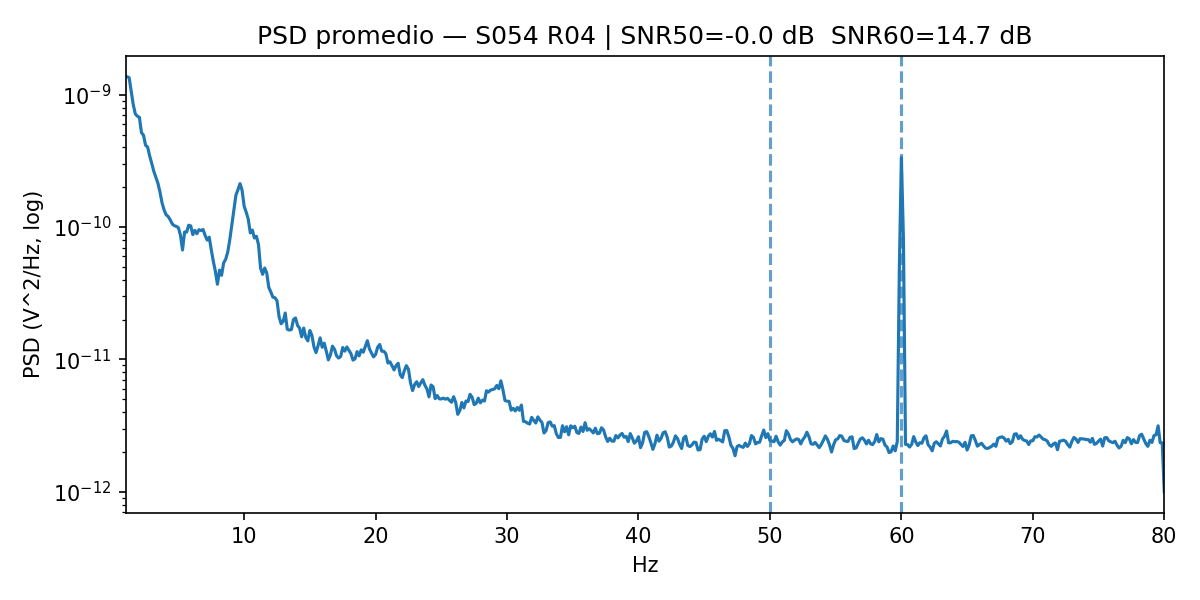 PSD promedio — S054 R04 | SNR50=-0.0 dB  SNR60=14.7 dB
PSD (V^2/Hz, log)
10⁻⁹
10⁻¹⁰
10⁻¹¹
10⁻¹²
10 20 30 40 50 60 70 80
Hz